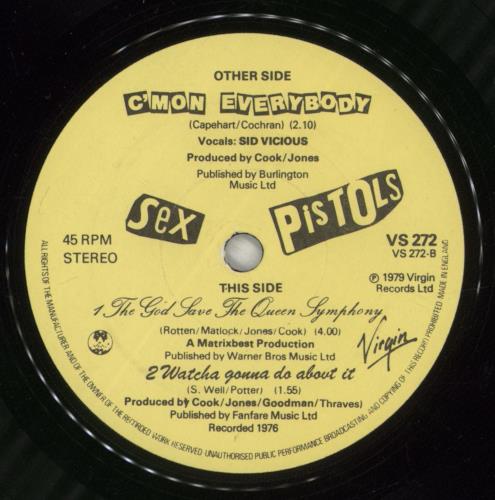 OTHER SIDE
C'MON EVERYBODY
(Capehart/Cochran) (2.10)
Vocals: SID VICIOUS
Produced by Cook/Jones
Published by Burlington
Music Ltd
Sex PISTOLS
45 RPM
STEREO
VS 272
VS 272-B
℗ 1979 Virgin
Records Ltd
THIS SIDE
1 The God Save The Queen Symphony
(Rotten/Matlock/Jones/Cook) (4.00)
A Matrixbest Production
Published by Warner Bros Music Ltd
Virgin
2 Watcha gonna do about it
(S. Well/Potter) (1.55)
Produced by Cook/Jones/Goodman/Thraves)
Published by Fanfare Music Ltd
Recorded 1976
ALL RIGHTS OF THE MANUFACTURER AND OF THE OWNER OF THE RECORDED WORK RESERVED UNAUTHORISED PUBLIC PERFORMANCE BROADCASTING AND COPYING OF THIS RECORD PROHIBITED MADE IN ENGLAND